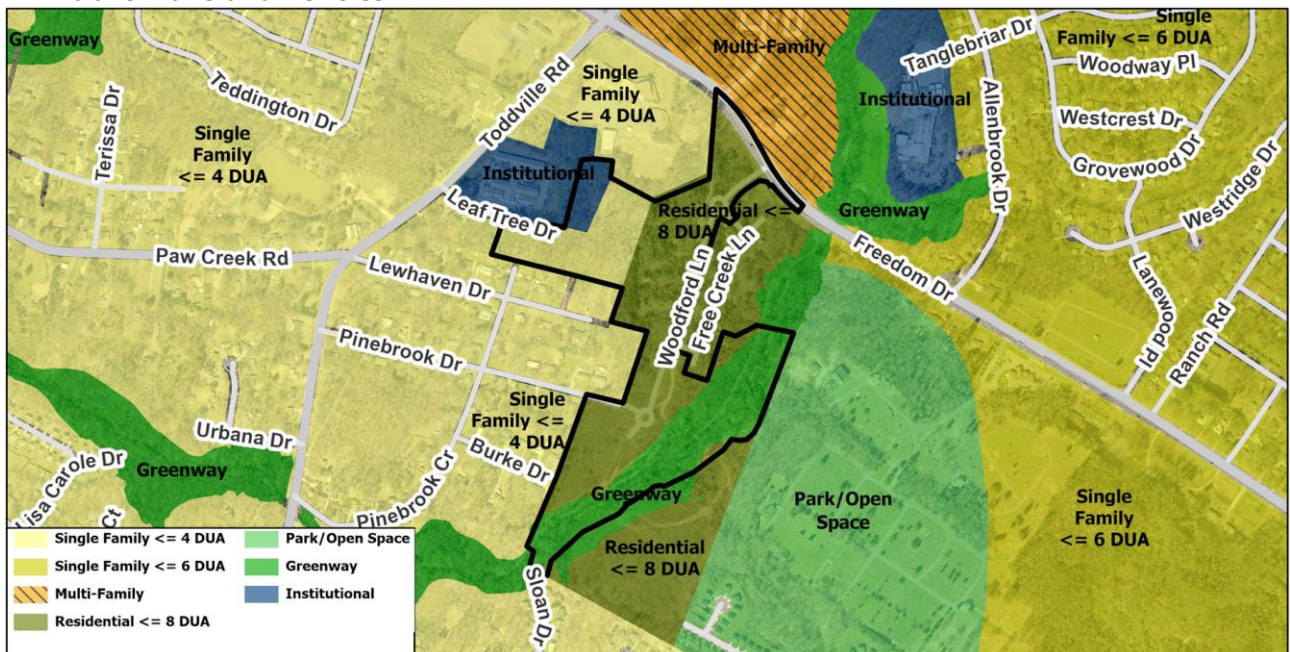 Greenway
Teddington Dr
Terissa Dr
Single
Family
<= 4 DUA
Toddville Rd
Single
Family
<= 4 DUA
Multi-Family
Tanglebriar Dr
Single
Family <= 6 DUA
Woodway Pl
Institutional
Westcrest Dr
Allenbrook Dr
Grovewood Dr
Westridge Dr
Institutional
Leaf Tree Dr
Residential <=
8 DUA
Greenway
Paw Creek Rd
Lewhaven Dr
Woodford Ln
Free Creek Ln
Freedom Dr
Lanewood Pl
Ranch Rd
Pinebrook Dr
Single
Family <=
4 DUA
Urbana Dr
Burke Dr
Lisa Carole Dr
Greenway
Ct
Pinebrook Cr
Greenway
Park/Open
Space
Single
Family
<= 6 DUA
Residential
<= 8 DUA
Sloan Dr
Single Family <= 4 DUA
Park/Open Space
Single Family <= 6 DUA
Greenway
Multi-Family
Institutional
Residential <= 8 DUA